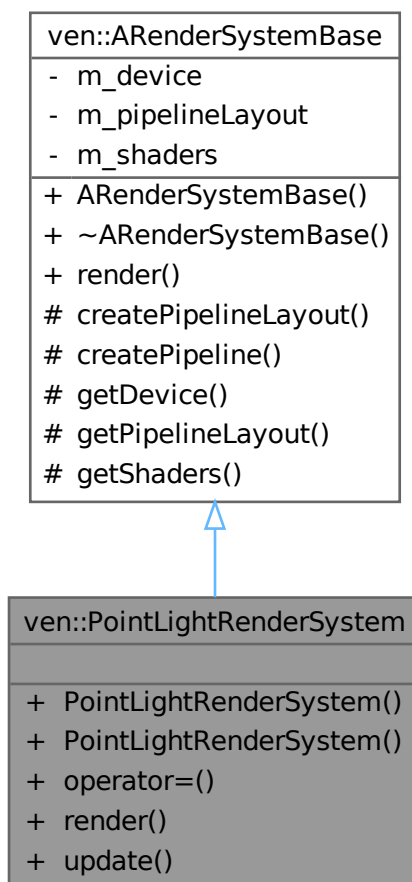 ven::ARenderSystemBase
- m_device
- m_pipelineLayout
- m_shaders
+ ARenderSystemBase()
+ ~ARenderSystemBase()
+ render()
# createPipelineLayout()
# createPipeline()
# getDevice()
# getPipelineLayout()
# getShaders()
ven::PointLightRenderSystem
+ PointLightRenderSystem()
+ PointLightRenderSystem()
+ operator=()
+ render()
+ update()